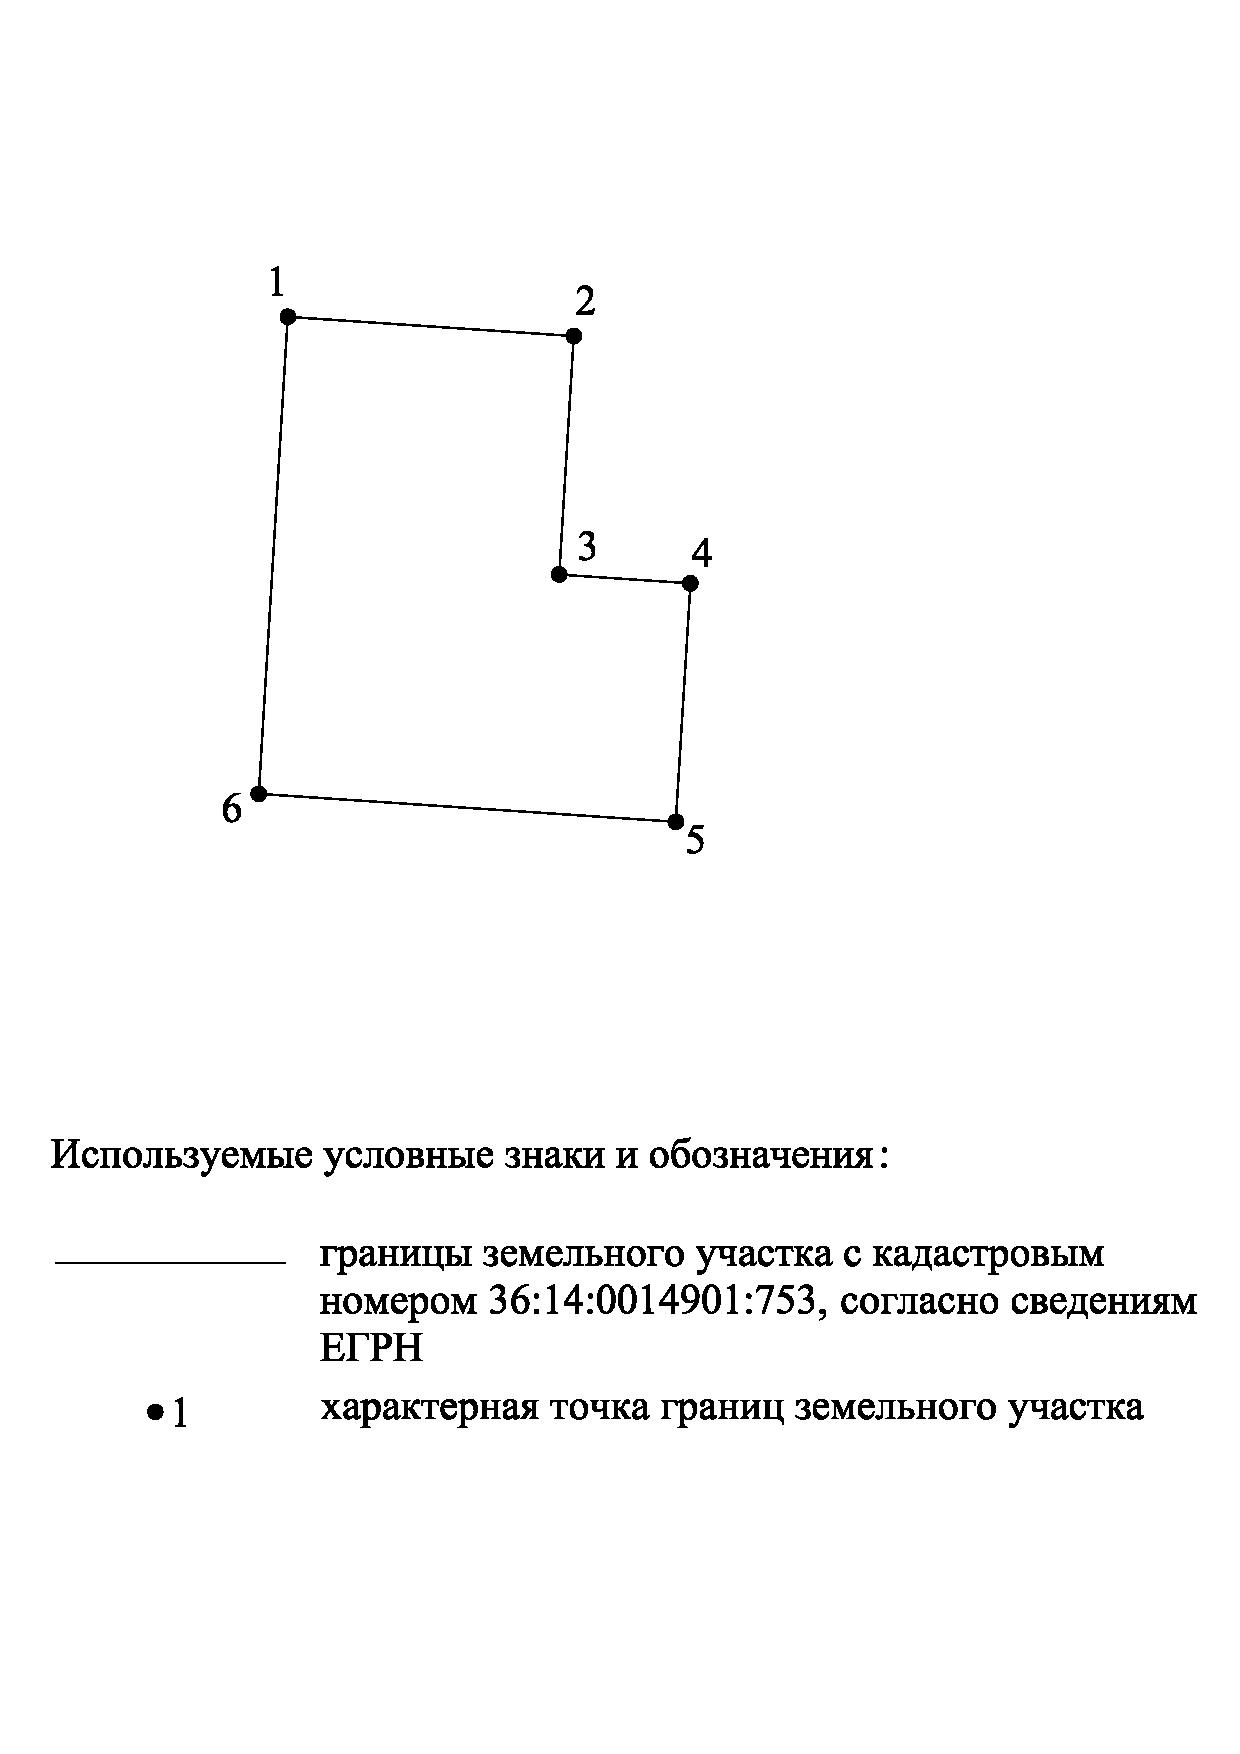 1
2
3
4
6
5
Используемые условные знаки и обозначения:
границы земельного участка с кадастровым
номером 36:14:0014901:753, согласно сведениям
ЕГРН
1 характерная точка границ земельного участка